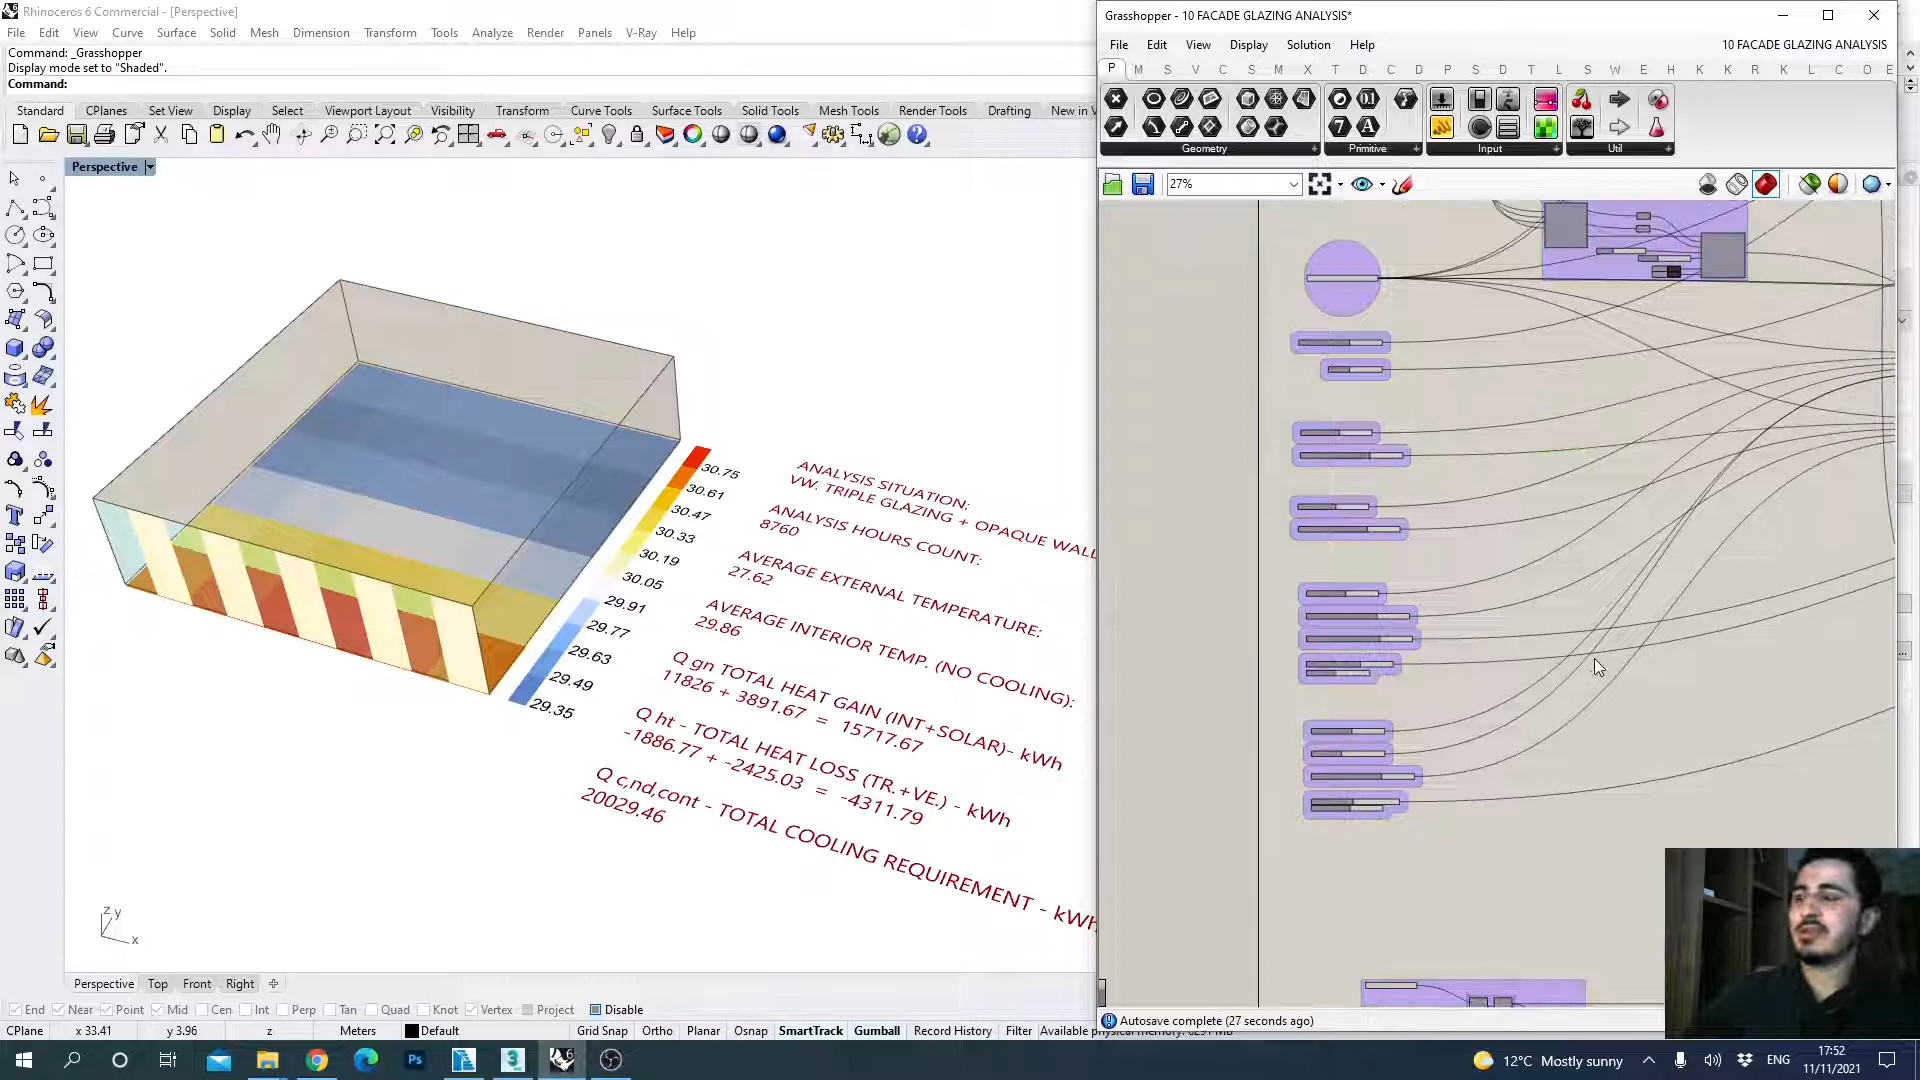 Rhinoceros 6 Commercial - [Perspective]
File Edit View Curve Surface Solid Mesh Dimension Transform Tools Analyze Render Panels V-Ray Help
Command: _Grasshopper
Display mode set to "Shaded".
Command:
Standard CPlanes Set View Display Select Viewport Layout Visibility Transform Curve Tools Surface Tools Solid Tools Mesh Tools Render Tools Drafting New in V
Perspective
30.75
30.61
30.47
30.33
30.19
30.05
29.91
29.77
29.63
29.49
29.35
ANALYSIS SITUATION:
VW. TRIPLE GLAZING + OPAQUE WALL
ANALYSIS HOURS COUNT:
8760
AVERAGE EXTERNAL TEMPERATURE:
27.62
AVERAGE INTERIOR TEMP. (NO COOLING):
29.86
Q gn TOTAL HEAT GAIN (INT+SOLAR)- kWh
11826 + 3891.67 = 15717.67
Q ht - TOTAL HEAT LOSS (TR.+VE.) - kWh
-1886.77 + -2425.03 = -4311.79
Q c,nd,cont - TOTAL COOLING REQUIREMENT - kWh
20029.46
z y
x
Perspective Top Front Right
End Near Point Mid Cen Int Perp Tan Quad Knot Vertex Project Disable
CPlane x 33.41 y 3.96 z Meters Default Grid Snap Ortho Planar Osnap SmartTrack Gumball Record History Filter
Grasshopper - 10 FACADE GLAZING ANALYSIS*
File Edit View Display Solution Help 10 FACADE GLAZING ANALYSIS
P M S V C S M X T D C D P S D T L S W E H K K R K L C O E
Geometry Primitive Input Util
27%
Autosave complete (27 seconds ago)
12°C Mostly sunny ENG
17:52
11/11/2021